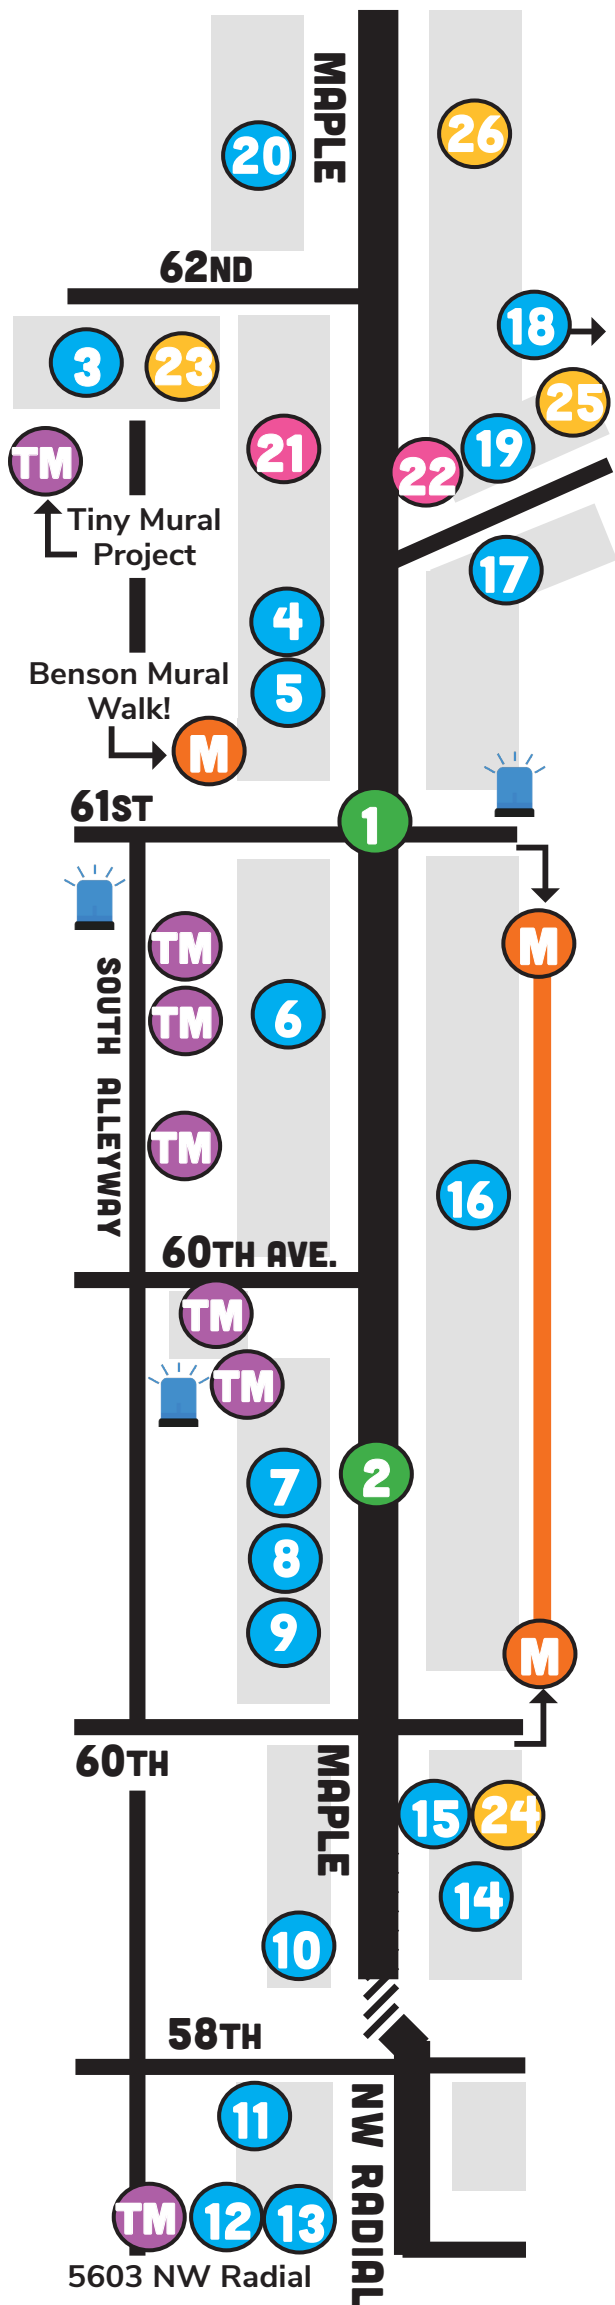 MAPLE
20
26
62ND
18
3
23
25
21
19
22
TM
Tiny Mural
Project
17
4
5
Benson Mural
Walk!
M
61ST
1
M
TM
SOUTH ALLEYWAY
6
TM
TM
16
60TH AVE.
TM
TM
7
2
8
9
M
60TH
MAPLE
15
24
14
10
58TH
NW RADIAL
11
TM
12
13
5603 NW Radial